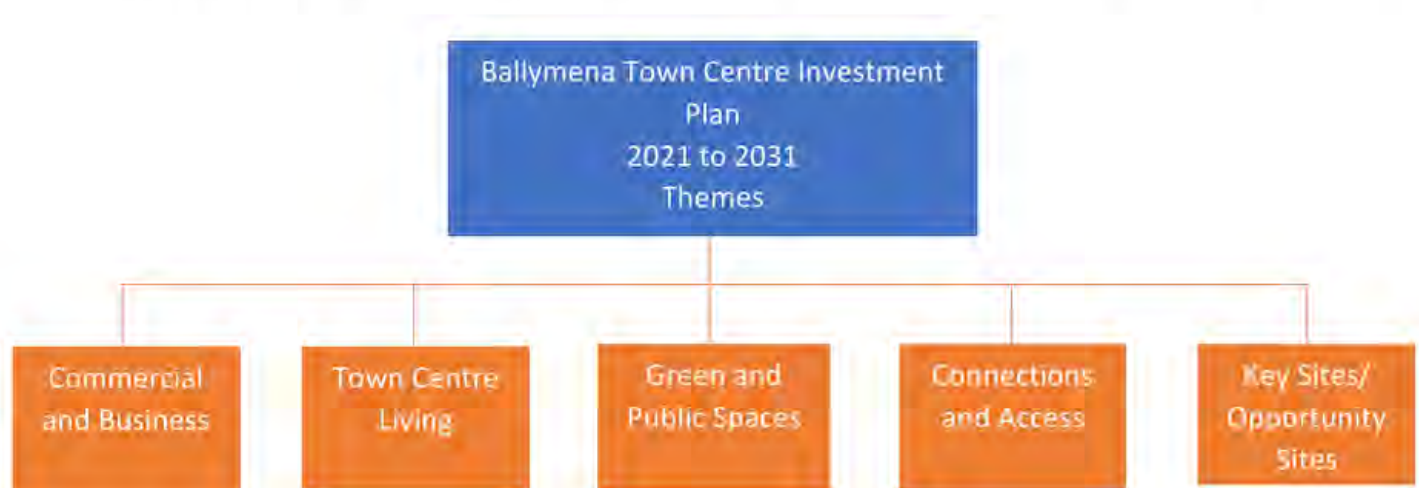 Ballymena Town Centre Investment
Plan
2021 to 2031
Themes
Commercial
and Business
Town Centre
Living
Green and
Public Spaces
Connections
and Access
Key Sites/
Opportunity
Sites